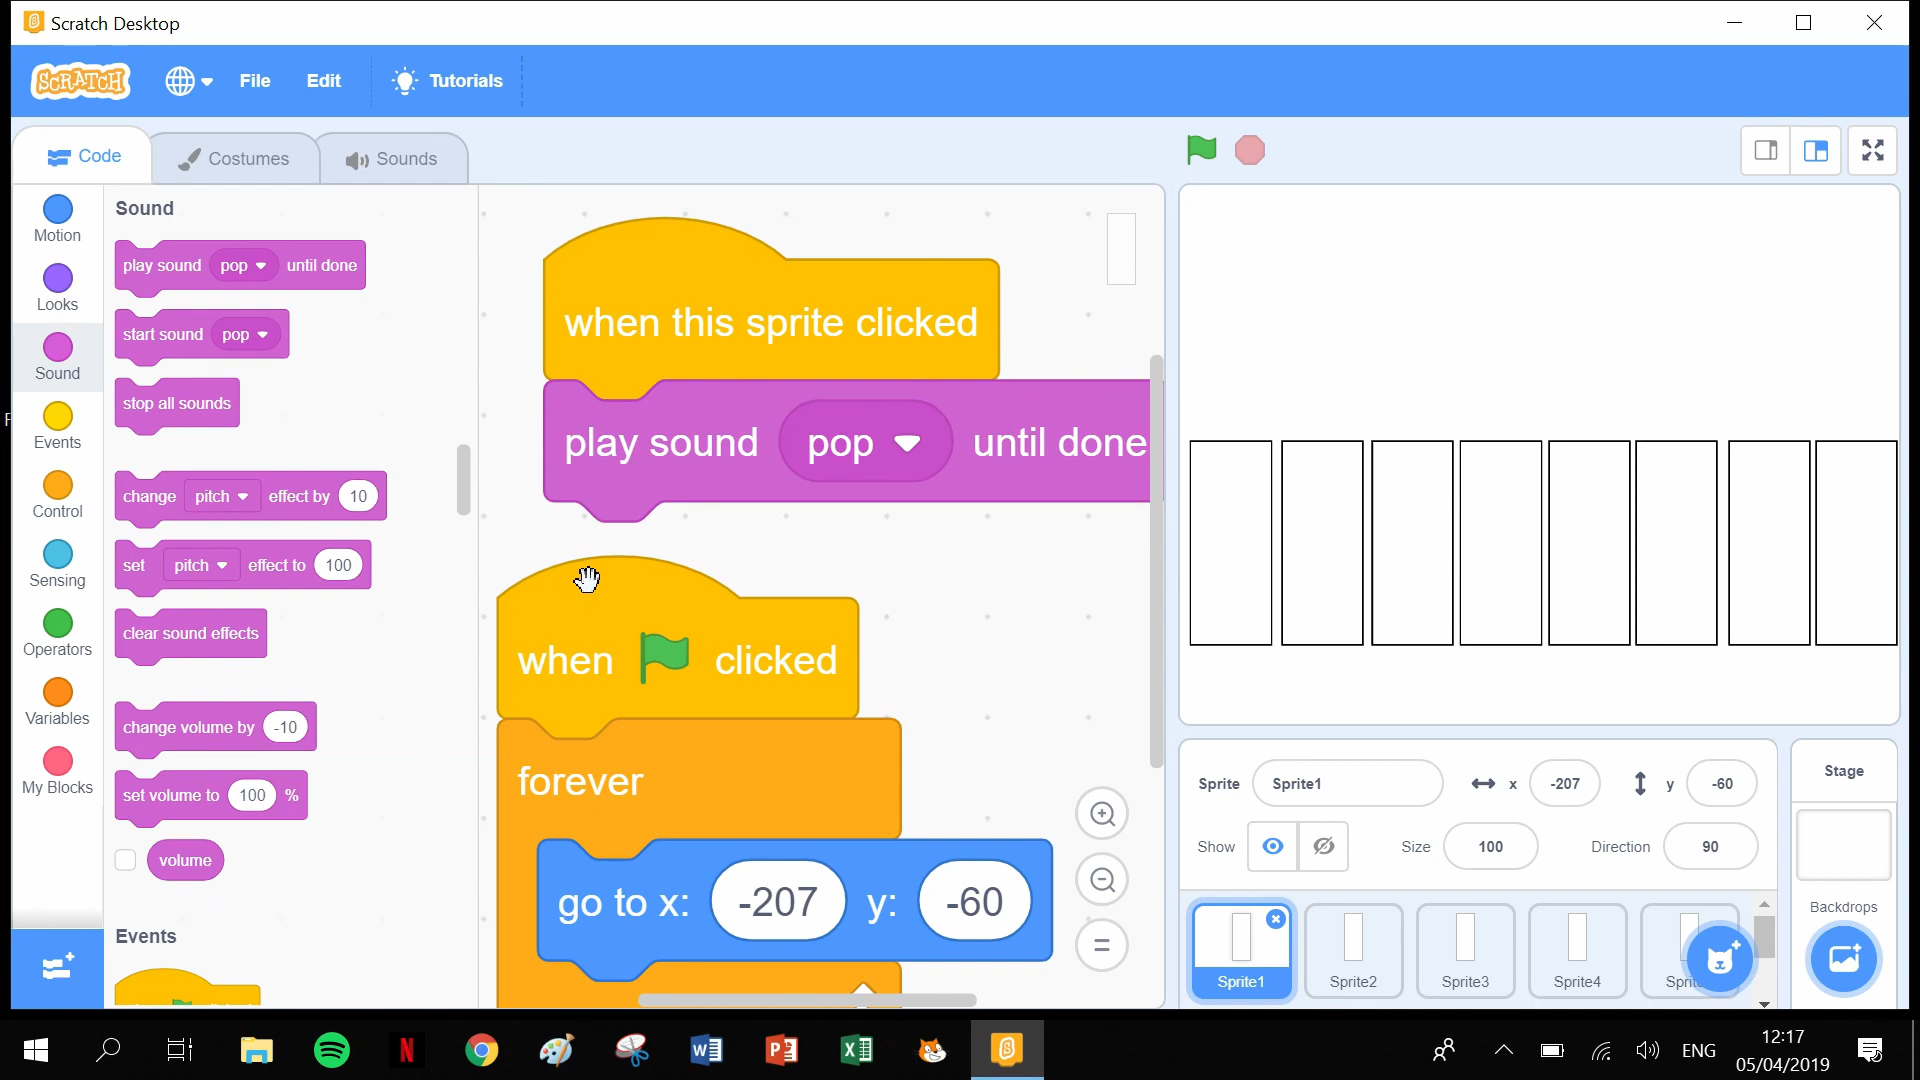 Scratch Desktop
SCRATCH
File
Edit
Tutorials
Code
Costumes
Sounds
Motion
Looks
Sound
Events
Control
Sensing
Operators
Variables
My Blocks
Sound
play sound pop until done
start sound pop
stop all sounds
change pitch effect by 10
set pitch effect to 100
clear sound effects
change volume by -10
set volume to 100 %
volume
Events
when this sprite clicked
play sound pop until done
when clicked
forever
go to x: -207 y: -60
Sprite Sprite1 x -207 y -60
Show Size 100 Direction 90
Sprite1
Sprite2
Sprite3
Sprite4
Stage
Backdrops
ENG
12:17
05/04/2019